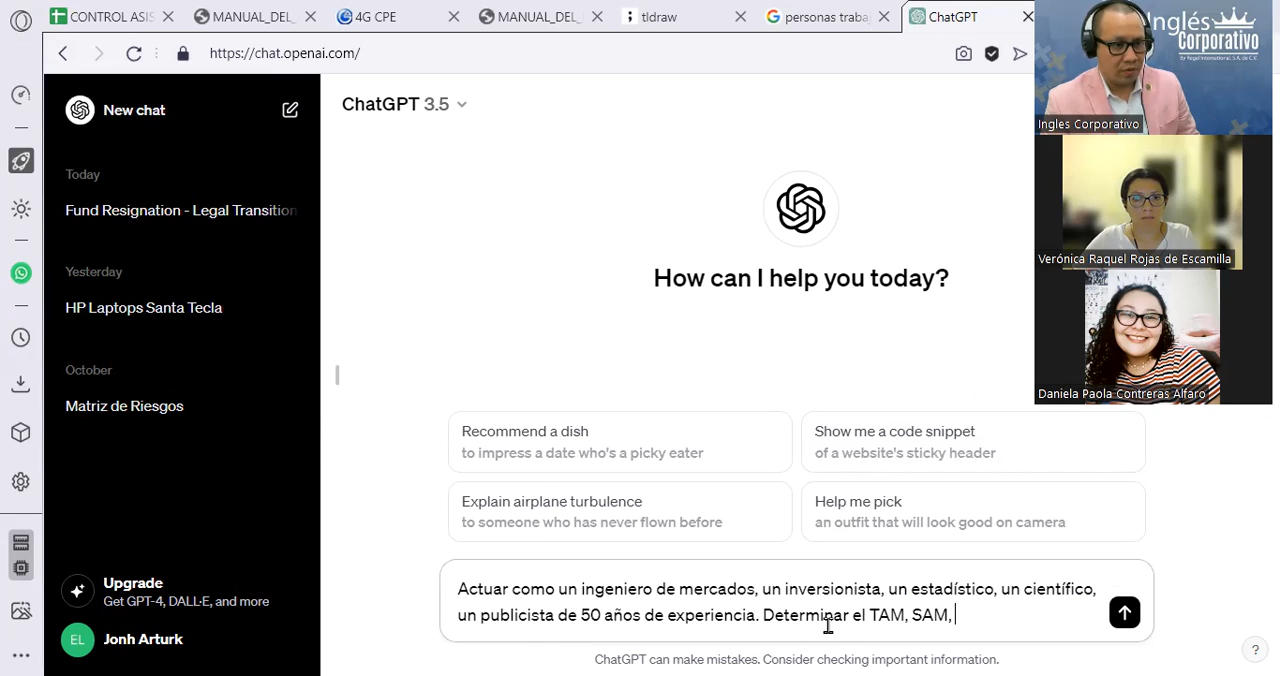 CONTROL ASIS
MANUAL_DEL_
4G CPE
MANUAL_DEL_
tldraw
personas traba
ChatGPT
https://chat.openai.com/
New chat
Today
Fund Resignation - Legal Transition
Yesterday
HP Laptops Santa Tecla
October
Matriz de Riesgos
Upgrade
Get GPT-4, DALL·E, and more
EL
Jonh Arturk
ChatGPT 3.5
How can I help you today?
Recommend a dish
to impress a date who's a picky eater
Show me a code snippet
of a website's sticky header
Explain airplane turbulence
to someone who has never flown before
Help me pick
an outfit that will look good on camera
Actuar como un ingeniero de mercados, un inversionista, un estadístico, un científico,
un publicista de 50 años de experiencia. Determinar el TAM, SAM,
ChatGPT can make mistakes. Consider checking important information.
?
Inglés
Corporativo
By Regal International, S.A. de C.V.
Ingles Corporativo
Verónica Raquel Rojas de Escamilla
Daniela Paola Contreras Alfaro